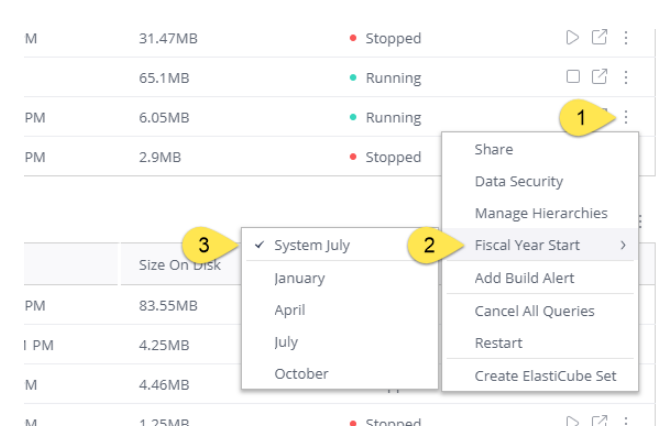 M 31.47MB Stopped
65.1MB Running
PM 6.05MB Running 1
PM 2.9MB Stopped
Share
Data Security
Manage Hierarchies
3 System July 2 Fiscal Year Start
Size On Disk
January Add Build Alert
PM 83.55MB April Cancel All Queries
1 PM 4.25MB July Restart
M 4.46MB October Create ElastiCube Set
M 1.25MB Stopped